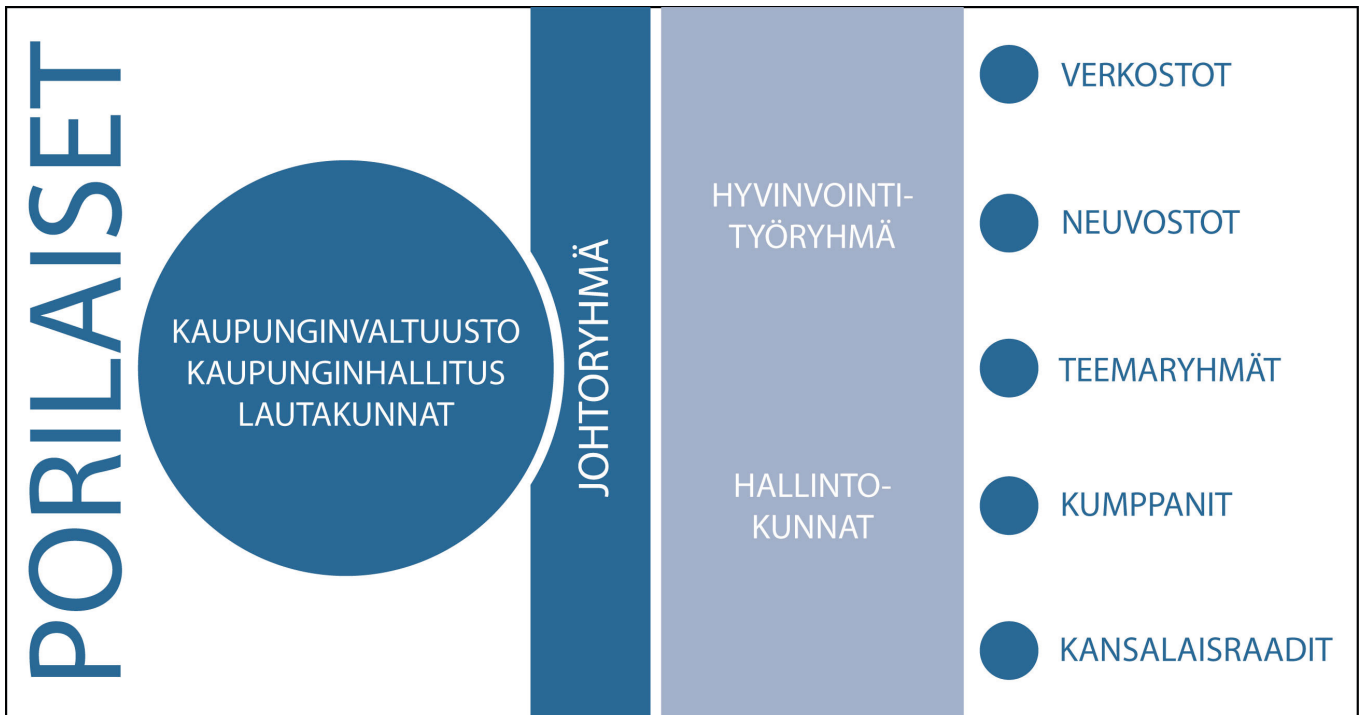 PORILAISET
KAUPUNGINVALTUUSTO
KAUPUNGINHALLITUS
LAUTAKUNNAT
JOHTORYHMÄ
HYVINVOINTI-
TYÖRYHMÄ
HALLINTO-
KUNNAT
VERKOSTOT
NEUVOSTOT
TEEMARYHMÄT
KUMPPANIT
KANSALAISRAADIT